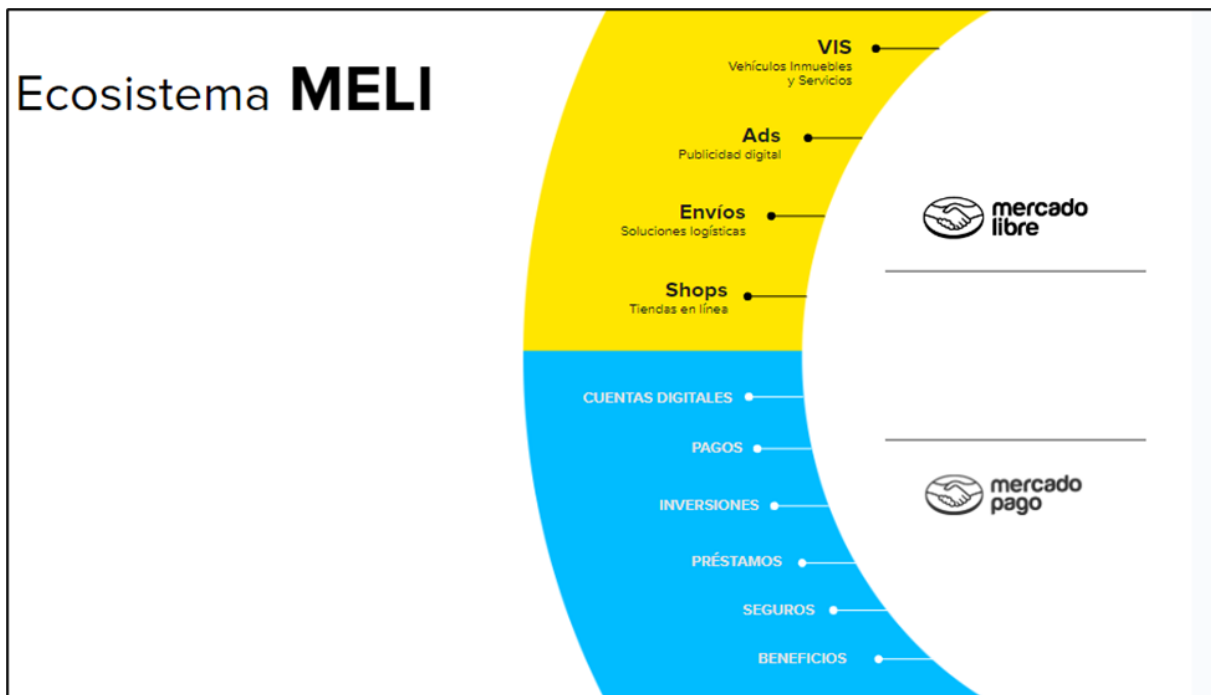 Ecosistema MELI
VIS
Vehículos Inmuebles
y Servicios
Ads
Publicidad digital
Envíos
Soluciones logísticas
Shops
Tiendas en línea
CUENTAS DIGITALES
PAGOS
INVERSIONES
PRÉSTAMOS
SEGUROS
BENEFICIOS
mercado
libre
mercado
pago